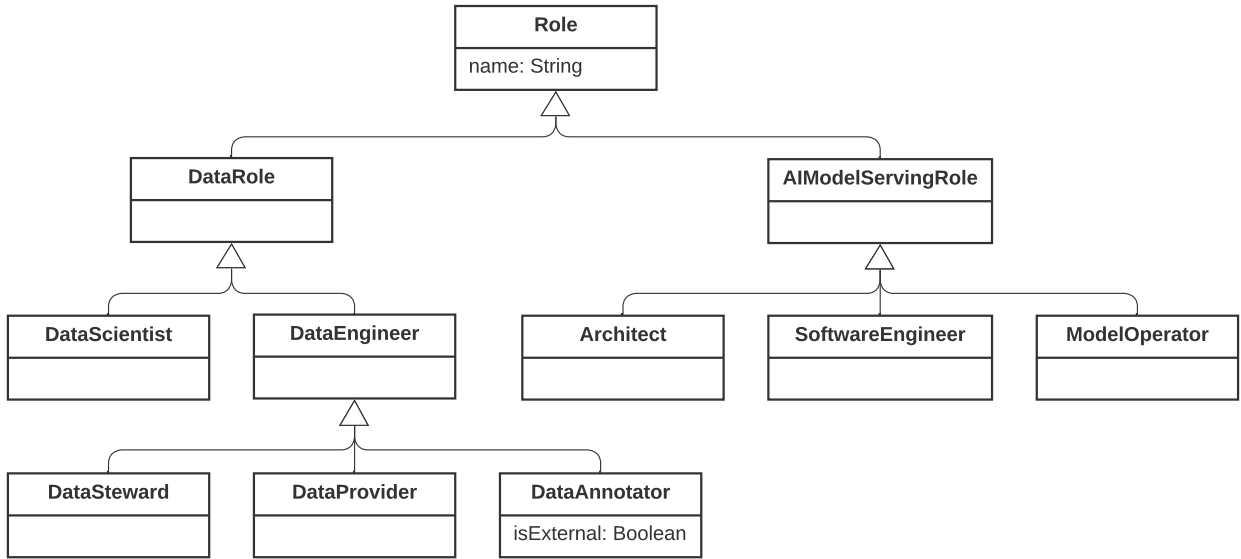 Role
name: String
DataRole
AIModelServingRole
DataScientist
DataEngineer
Architect
SoftwareEngineer
ModelOperator
DataSteward
DataProvider
DataAnnotator
isExternal: Boolean